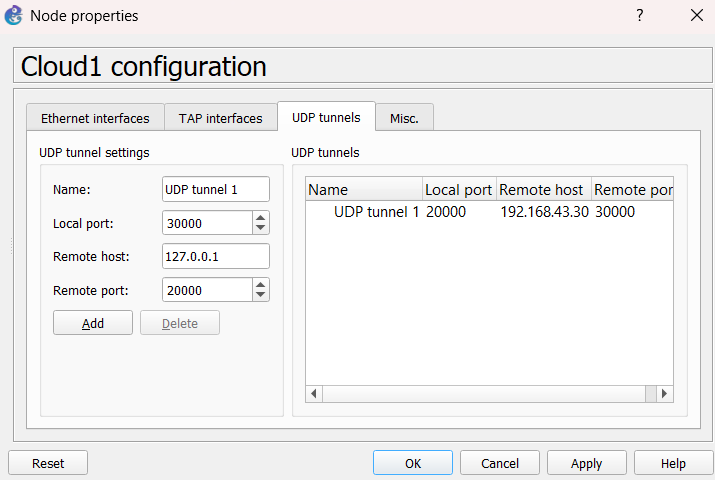 Node properties
?
Cloud1 configuration
Ethernet interfaces TAP interfaces UDP tunnels Misc.
UDP tunnel settings
Name: UDP tunnel 1
Local port: 30000
Remote host: 127.0.0.1
Remote port: 20000
Add Delete
UDP tunnels
Name Local port Remote host Remote por
UDP tunnel 1 20000 192.168.43.30 30000
Reset OK Cancel Apply Help